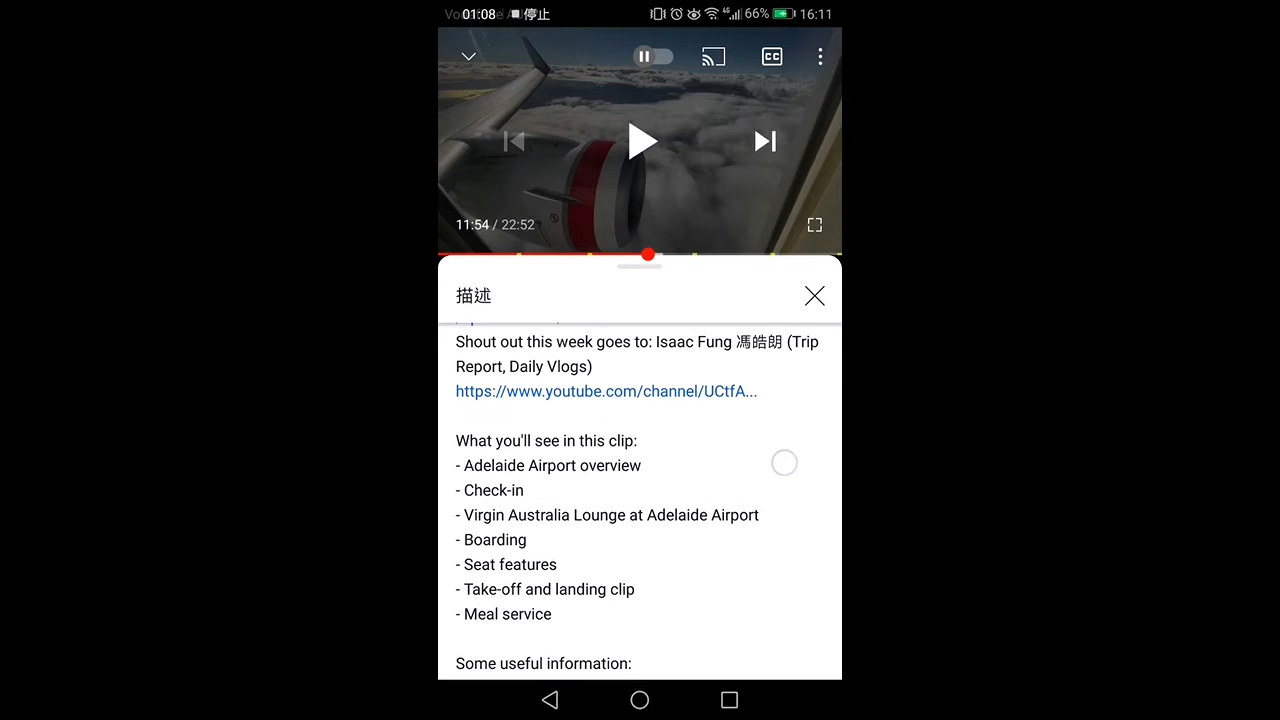 01:08 停止 4G 66% 16:11
CC
11:54 / 22:52
描述
Shout out this week goes to: Isaac Fung 馮皓朗 (Trip
Report, Daily Vlogs)
https://www.youtube.com/channel/UCtfA...
What you'll see in this clip:
- Adelaide Airport overview
- Check-in
- Virgin Australia Lounge at Adelaide Airport
- Boarding
- Seat features
- Take-off and landing clip
- Meal service
Some useful information: